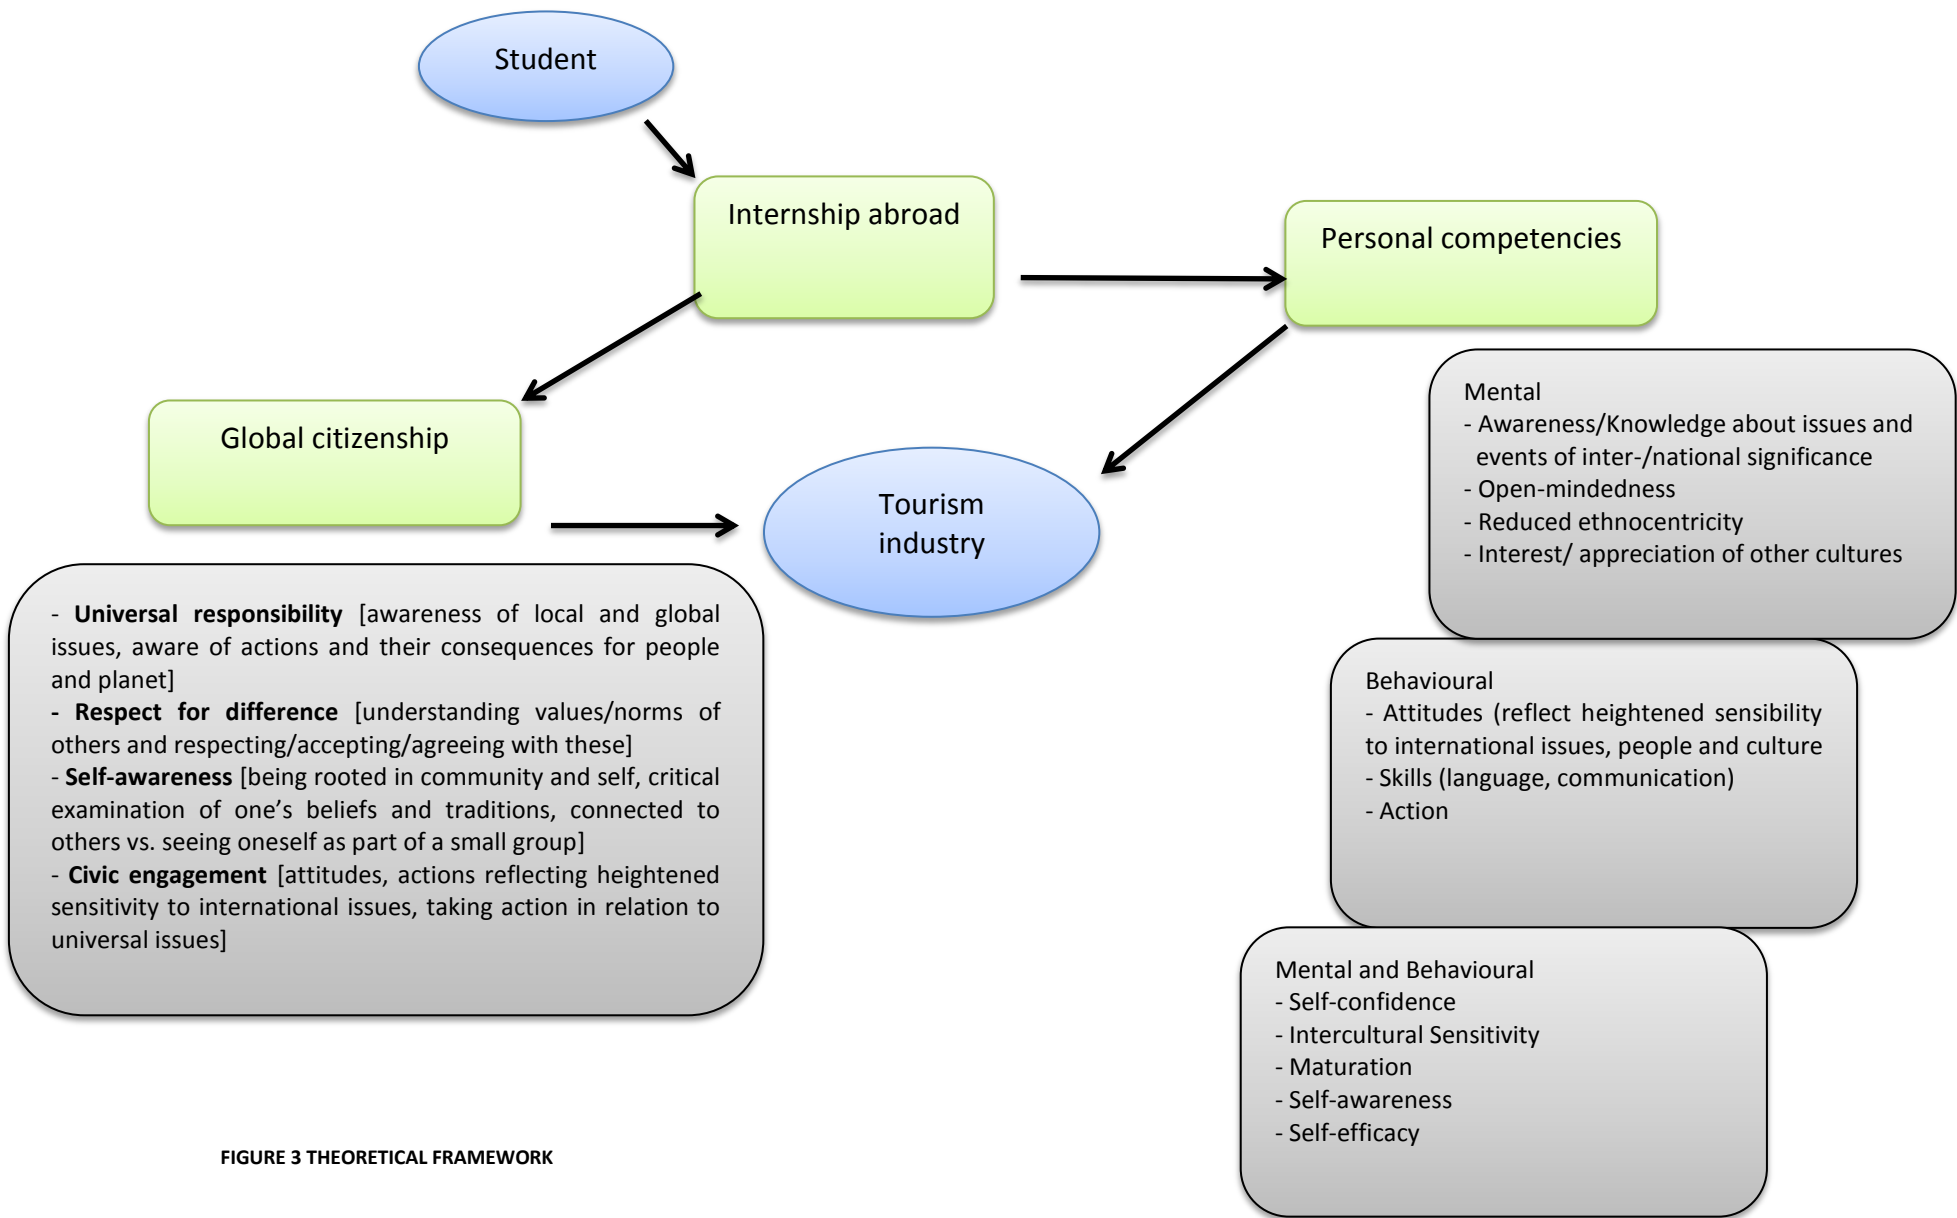 Student
Internship abroad
Personal competencies
Global citizenship
Tourism
industry
Mental
- Awareness/Knowledge about issues and
events of inter-/national significance
- Open-mindedness
- Reduced ethnocentricity
- Interest/ appreciation of other cultures
- Universal responsibility [awareness of local and global
issues, aware of actions and their consequences for people
and planet]
- Respect for difference [understanding values/norms of
others and respecting/accepting/agreeing with these]
- Self-awareness [being rooted in community and self, critical
examination of one's beliefs and traditions, connected to
others vs. seeing oneself as part of a small group]
- Civic engagement [attitudes, actions reflecting heightened
sensitivity to international issues, taking action in relation to
universal issues]
Behavioural
- Attitudes (reflect heightened sensibility
to international issues, people and culture
- Skills (language, communication)
- Action
Mental and Behavioural
- Self-confidence
- Intercultural Sensitivity
- Maturation
- Self-awareness
- Self-efficacy
FIGURE 3 THEORETICAL FRAMEWORK